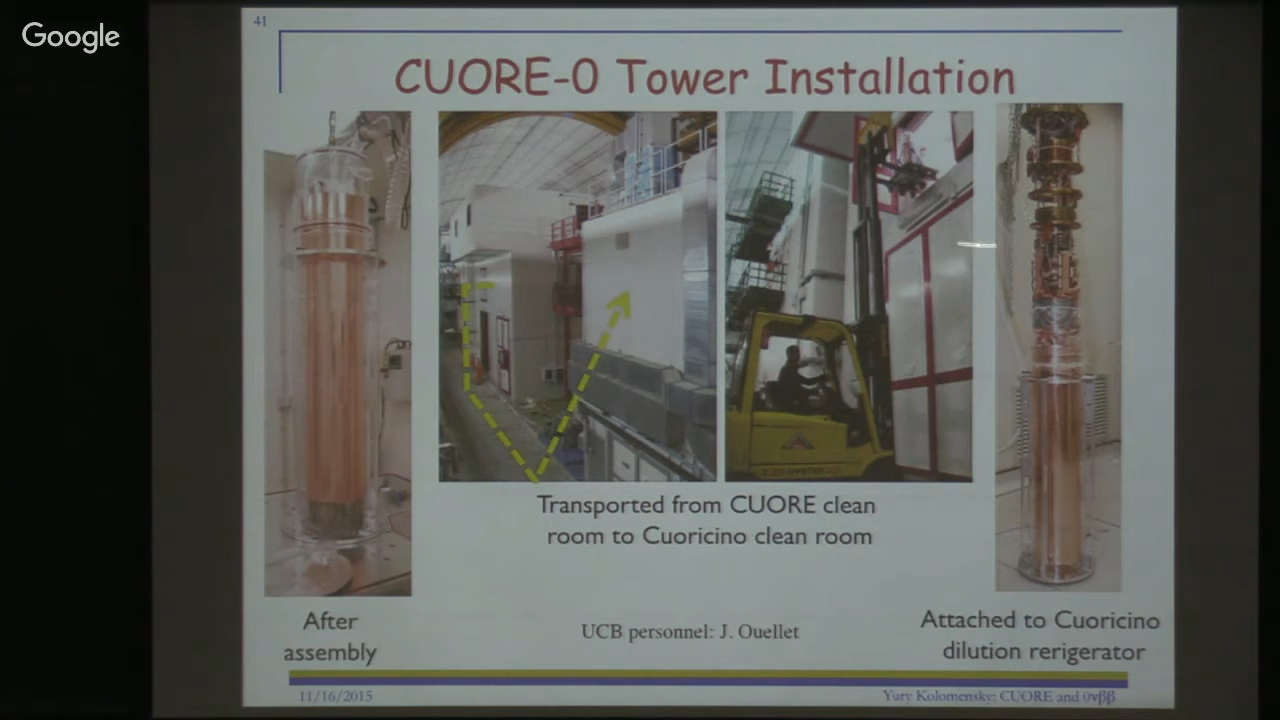 41
Google
CUORE-0 Tower Installation
Transported from CUORE clean
room to Cuoricino clean room
After
assembly
UCB personnel: J. Ouellet
Attached to Cuoricino
dilution rerigerator
11/16/2015
Yury Kolomensky: CUORE and 0νββ